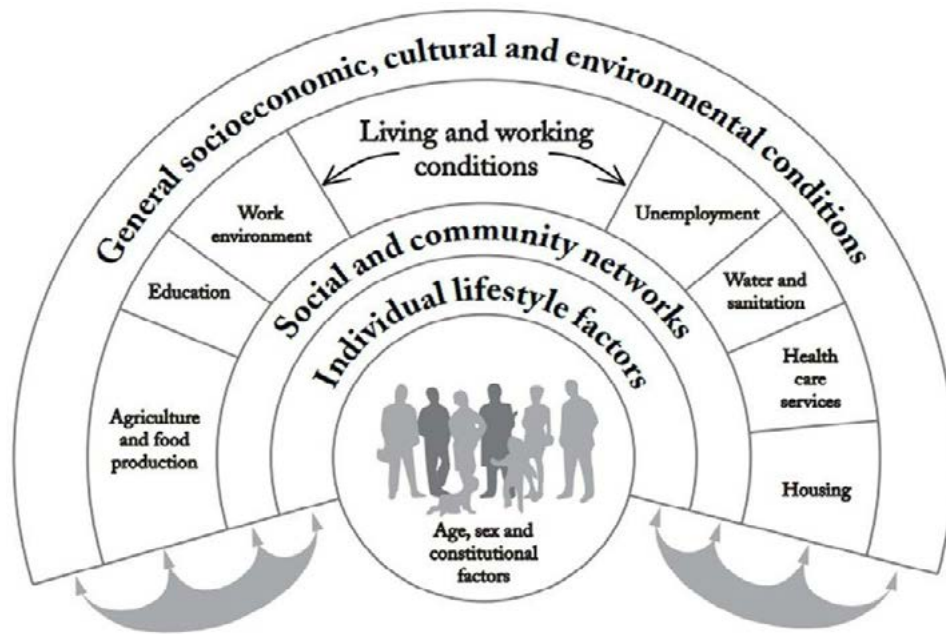 General socioeconomic, cultural and environmental conditions
Living and working
conditions
Work
environment
Unemployment
Education
Water and
sanitation
Agriculture
and food
production
Health
care
services
Housing
Social and community networks
Individual lifestyle factors
Age, sex and
constitutional
factors